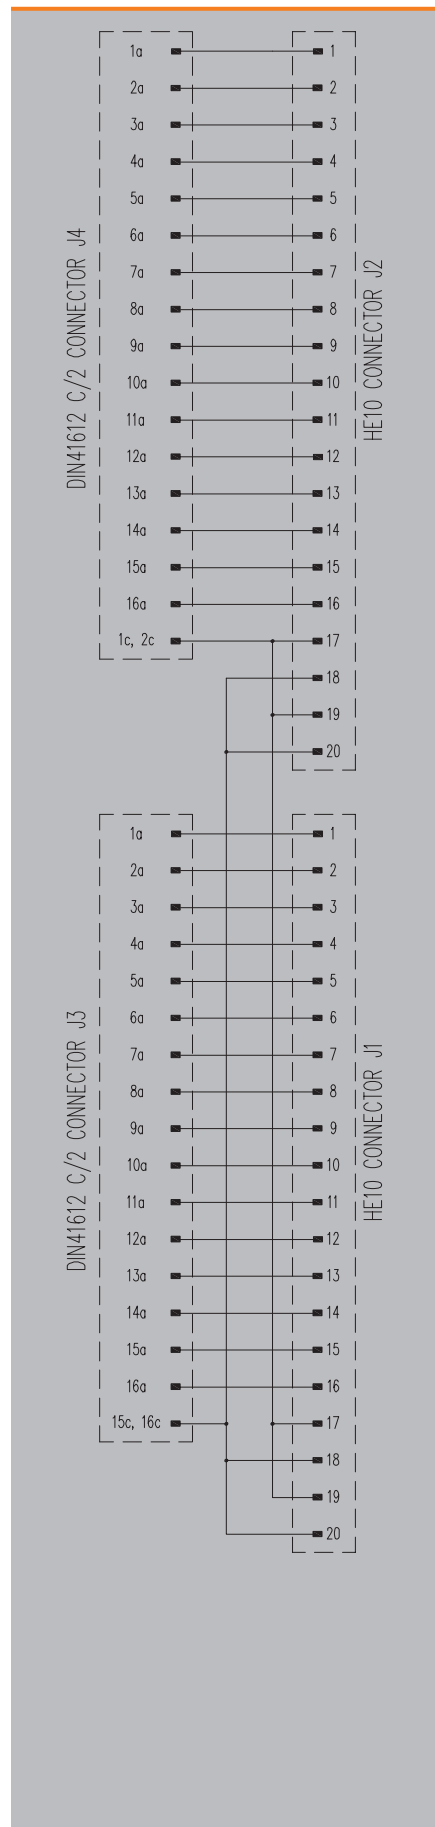 DIN41612 C/2 CONNECTOR J4
1a 1
2a 2
3a 3
4a 4
5a 5
6a 6
7a 7
8a 8
9a 9
10a 10
11a 11
12a 12
13a 13
14a 14
15a 15
16a 16
1c, 2c 17
18
19
20
HE10 CONNECTOR J2
DIN41612 C/2 CONNECTOR J3
1a 1
2a 2
3a 3
4a 4
5a 5
6a 6
7a 7
8a 8
9a 9
10a 10
11a 11
12a 12
13a 13
14a 14
15a 15
16a 16
15c, 16c 17
18
19
20
HE10 CONNECTOR J1